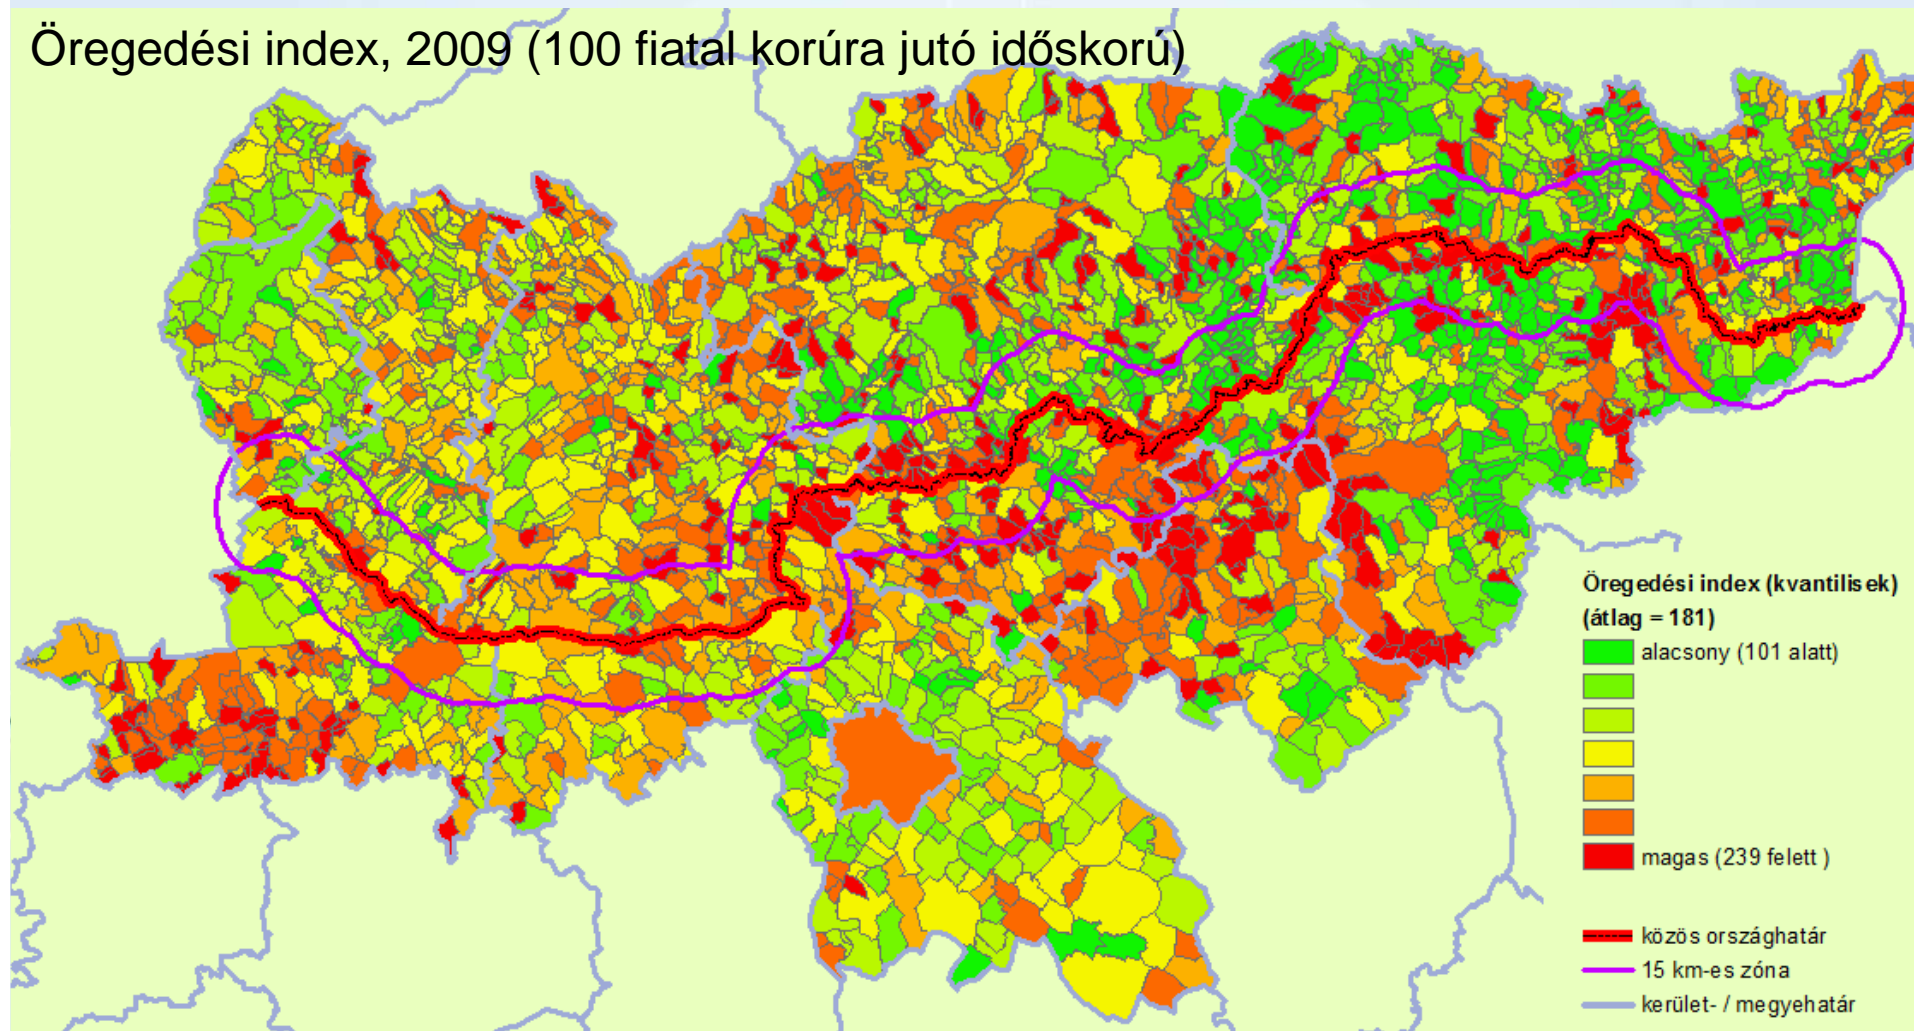 Öregedési index, 2009 (100 fiatal korúra jutó időskorú)
Öregedési index (kvantilisek)
(átlag = 181)
alacsony (101 alatt)
magas (239 felett )
közös országhatár
15 km-es zóna
kerület- / megyehatár